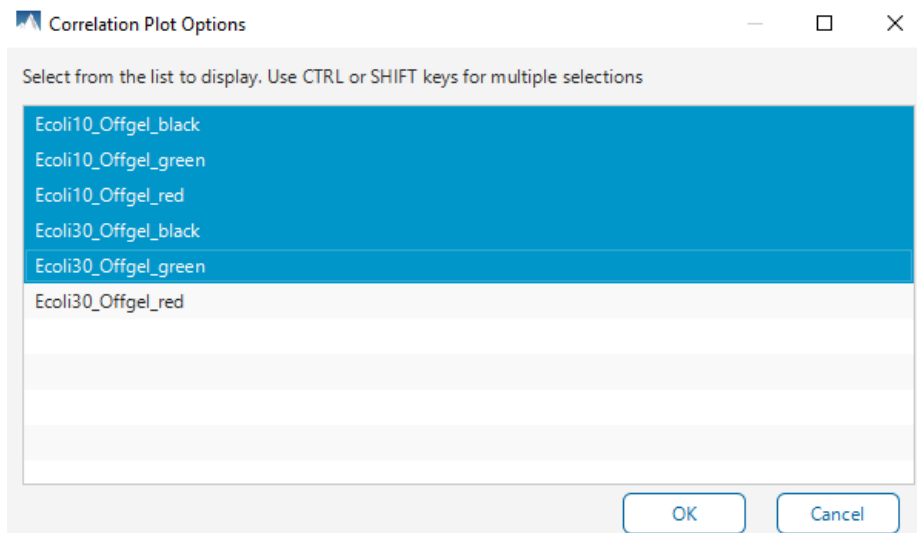 Correlation Plot Options
Select from the list to display. Use CTRL or SHIFT keys for multiple selections
Ecoli10_Offgel_black
Ecoli10_Offgel_green
Ecoli10_Offgel_red
Ecoli30_Offgel_black
Ecoli30_Offgel_green
Ecoli30_Offgel_red
OK Cancel